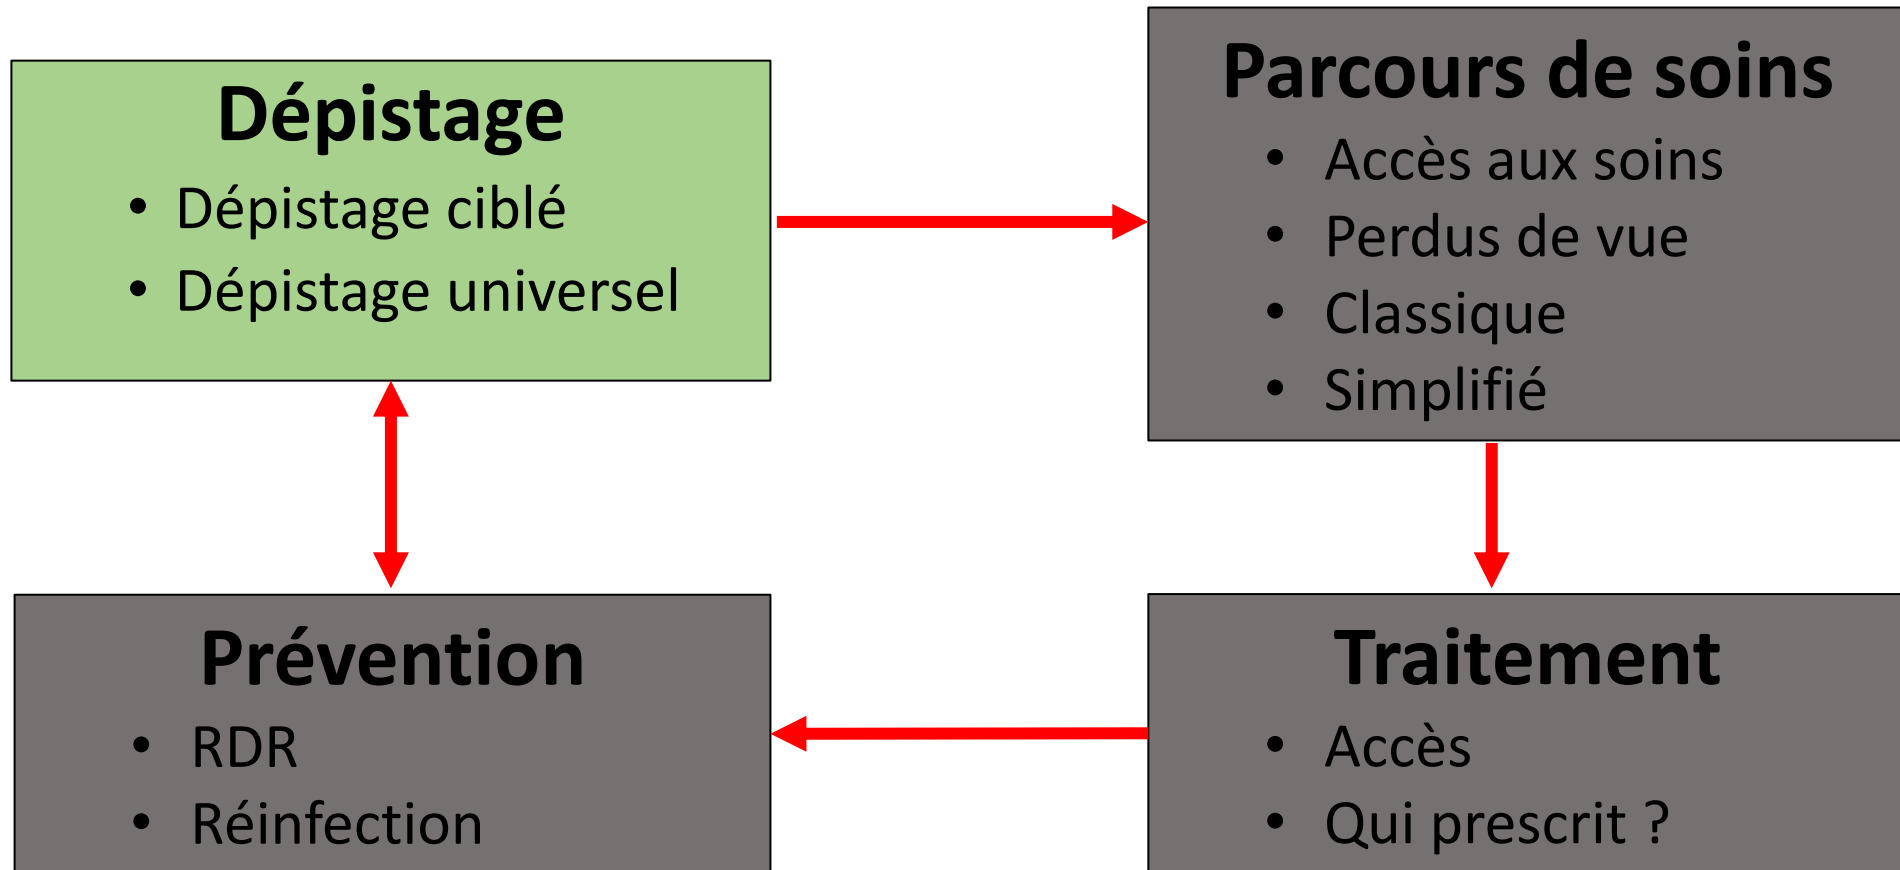 Dépistage
• Dépistage ciblé
• Dépistage universel
Parcours de soins
• Accès aux soins
• Perdus de vue
• Classique
• Simplifié
Prévention
• RDR
• Réinfection
Traitement
• Accès
• Qui prescrit ?